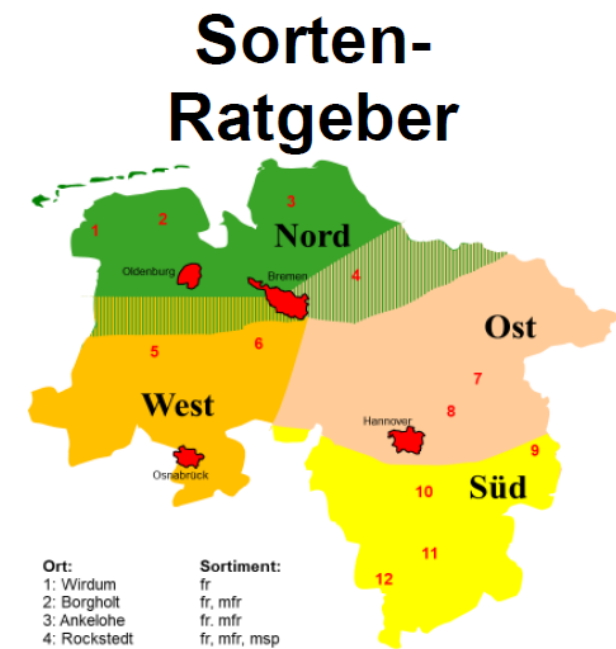 Sorten-
Ratgeber
3
2
1
Nord
Oldenburg
Bremen
4
Ost
6
5
7
West
8
Hannover
9
Osnabrück
Süd
10
11
12
Ort:
Sortiment:
1: Wirdum
fr
2: Borgholt
fr, mfr
3: Ankelohe
fr. mfr
4: Rockstedt
fr, mfr, msp